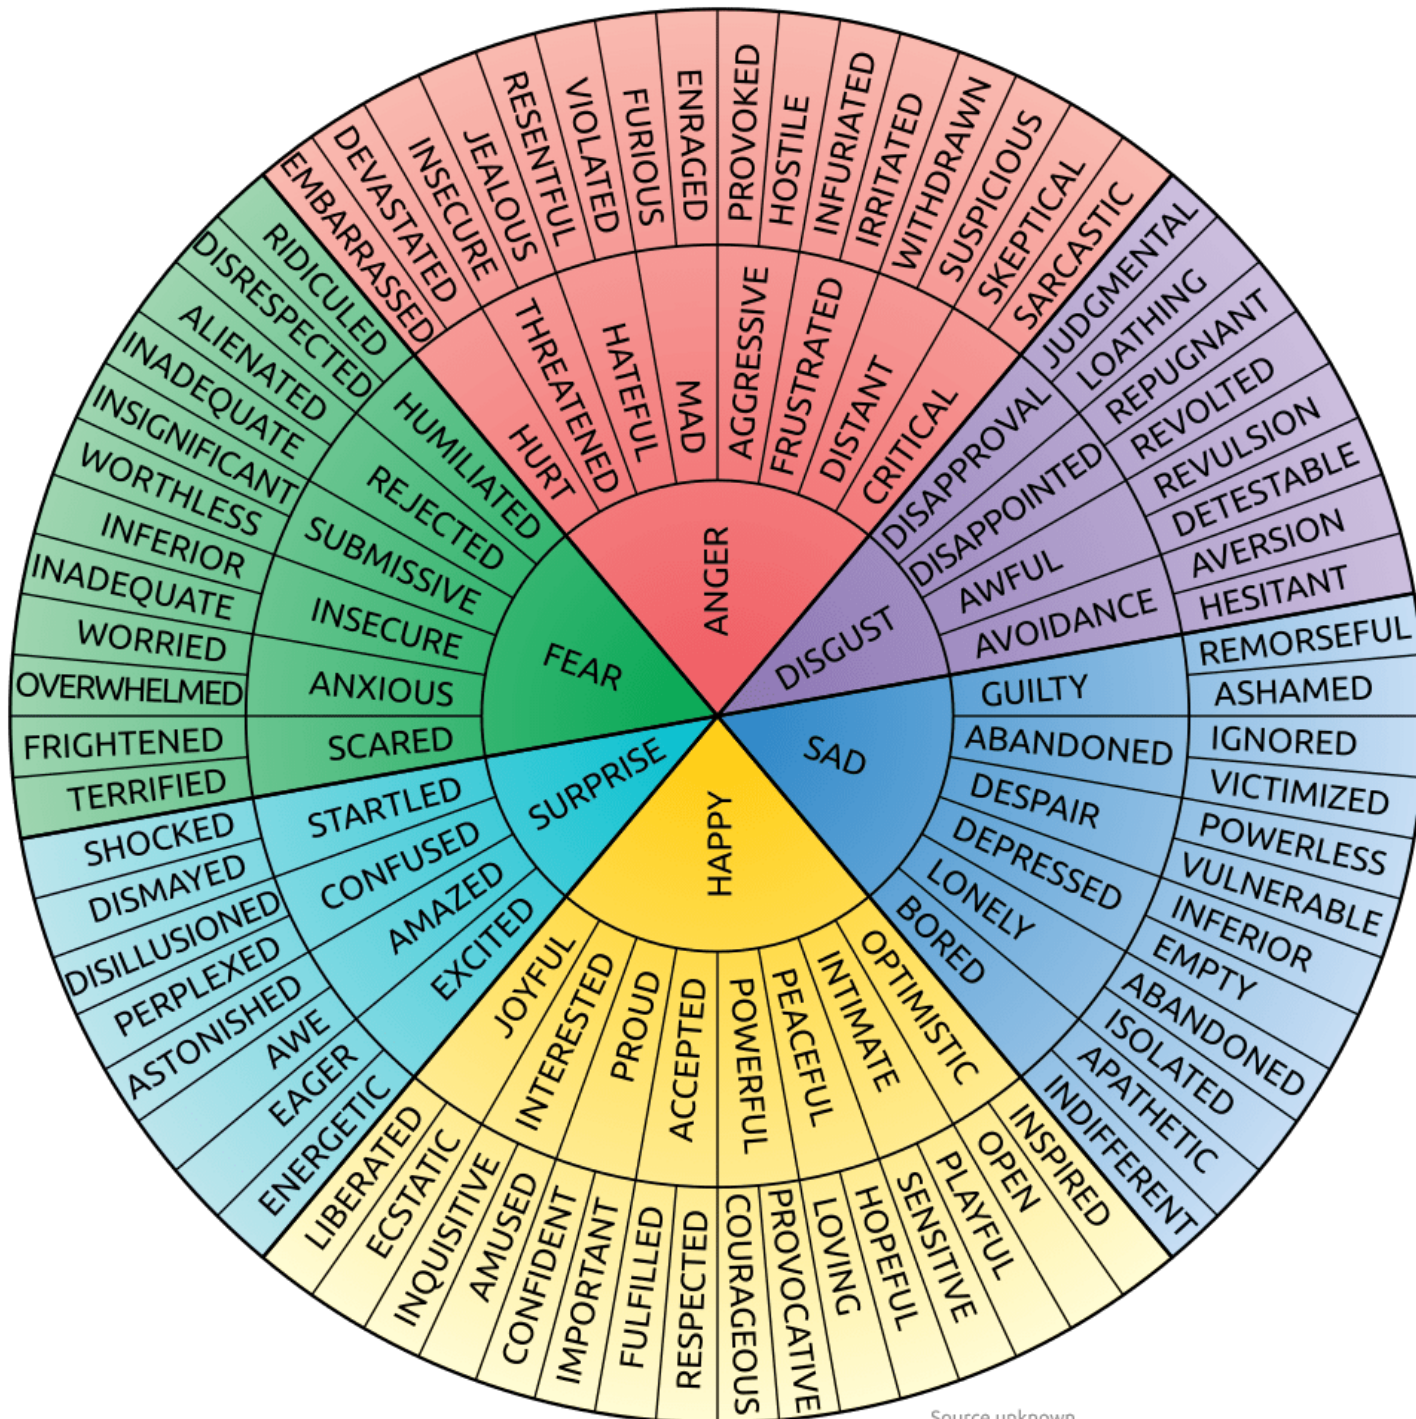 ANGER
HURT
EMBARRASSED
DEVASTATED
THREATENED
INSECURE
JEALOUS
HATEFUL
RESENTFUL
VIOLATED
MAD
FURIOUS
ENRAGED
AGGRESSIVE
PROVOKED
HOSTILE
FRUSTRATED
INFURIATED
IRRITATED
DISTANT
WITHDRAWN
SUSPICIOUS
CRITICAL
SKEPTICAL
SARCASTIC
DISGUST
DISAPPROVAL
JUDGMENTAL
LOATHING
DISAPPOINTED
REPUGNANT
REVOLTED
AWFUL
REVULSION
DETESTABLE
AVOIDANCE
AVERSION
HESITANT
SAD
GUILTY
REMORSEFUL
ASHAMED
ABANDONED
IGNORED
VICTIMIZED
DESPAIR
POWERLESS
VULNERABLE
DEPRESSED
INFERIOR
EMPTY
LONELY
ABANDONED
ISOLATED
BORED
APATHETIC
INDIFFERENT
HAPPY
OPTIMISTIC
INSPIRED
OPEN
INTIMATE
PLAYFUL
SENSITIVE
PEACEFUL
HOPEFUL
LOVING
POWERFUL
PROVOCATIVE
COURAGEOUS
ACCEPTED
RESPECTED
FULFILLED
PROUD
IMPORTANT
CONFIDENT
INTERESTED
AMUSED
INQUISITIVE
JOYFUL
ECSTATIC
LIBERATED
SURPRISE
EXCITED
ENERGETIC
EAGER
AMAZED
AWE
ASTONISHED
CONFUSED
PERPLEXED
DISILLUSIONED
STARTLED
DISMAYED
SHOCKED
FEAR
SCARED
TERRIFIED
FRIGHTENED
ANXIOUS
OVERWHELMED
WORRIED
INSECURE
INADEQUATE
INFERIOR
SUBMISSIVE
WORTHLESS
INSIGNIFICANT
REJECTED
INADEQUATE
ALIENATED
HUMILIATED
DISRESPECTED
RIDICULED
Source unknown